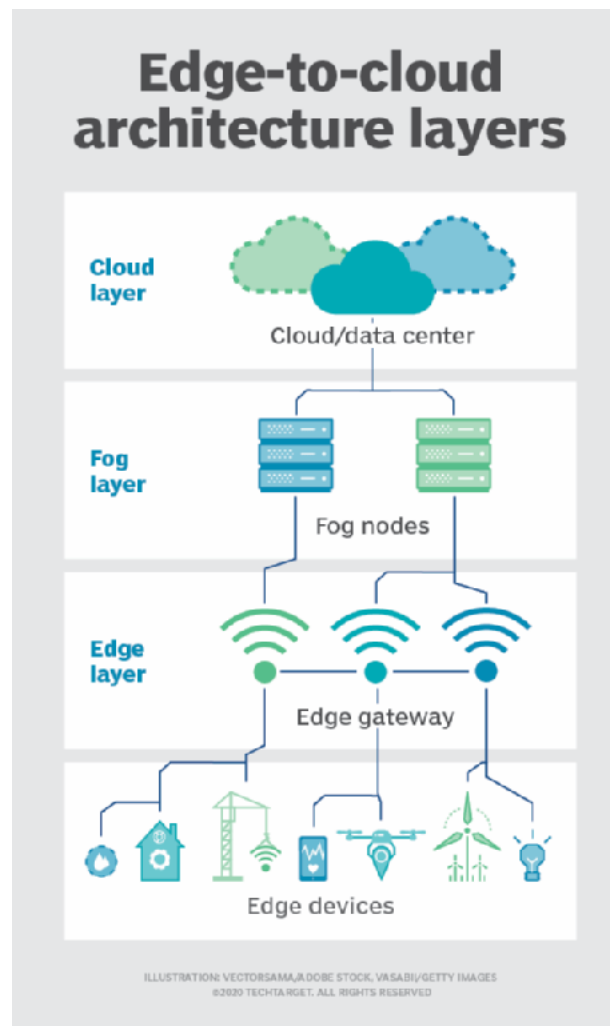 Edge-to-cloud
architecture layers
Cloud
layer
Cloud/data center
Fog
layer
Fog nodes
Edge
layer
Edge gateway
Edge devices
ILLUSTRATION: VECTORSAMA/ADOBE STOCK, VASABII/GETTY IMAGES
©2020 TECHTARGET. ALL RIGHTS RESERVED